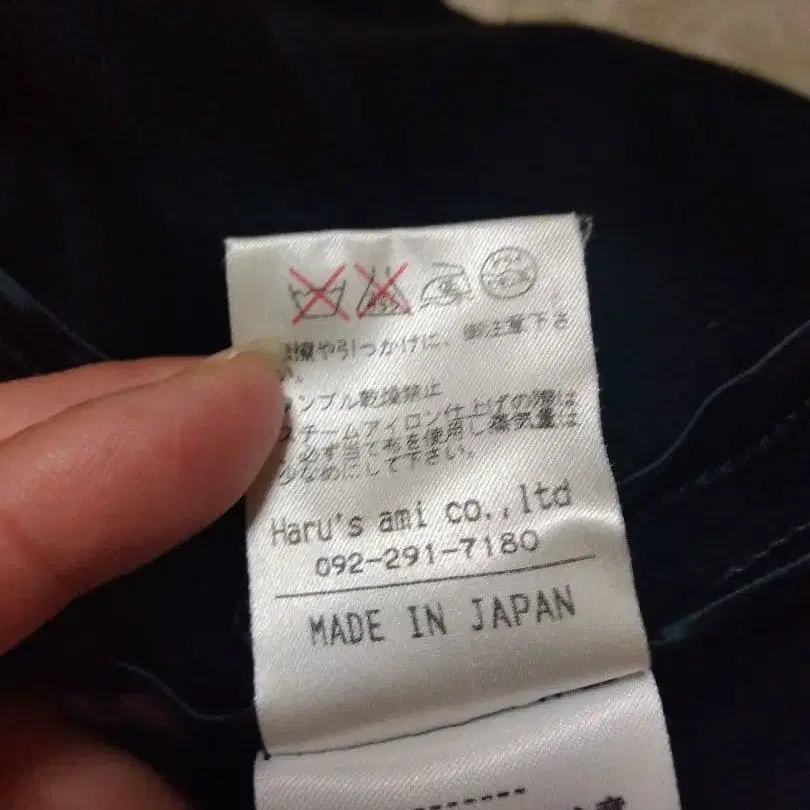 擦や引っかけに、御注意下さ
い。
ンブル乾燥禁止
スチームアイロン仕上げの際は
必ず当て布を使用し蒸気量は
少なめにして下さい。
Haru's ami co.,ltd
092-291-7180
MADE IN JAPAN